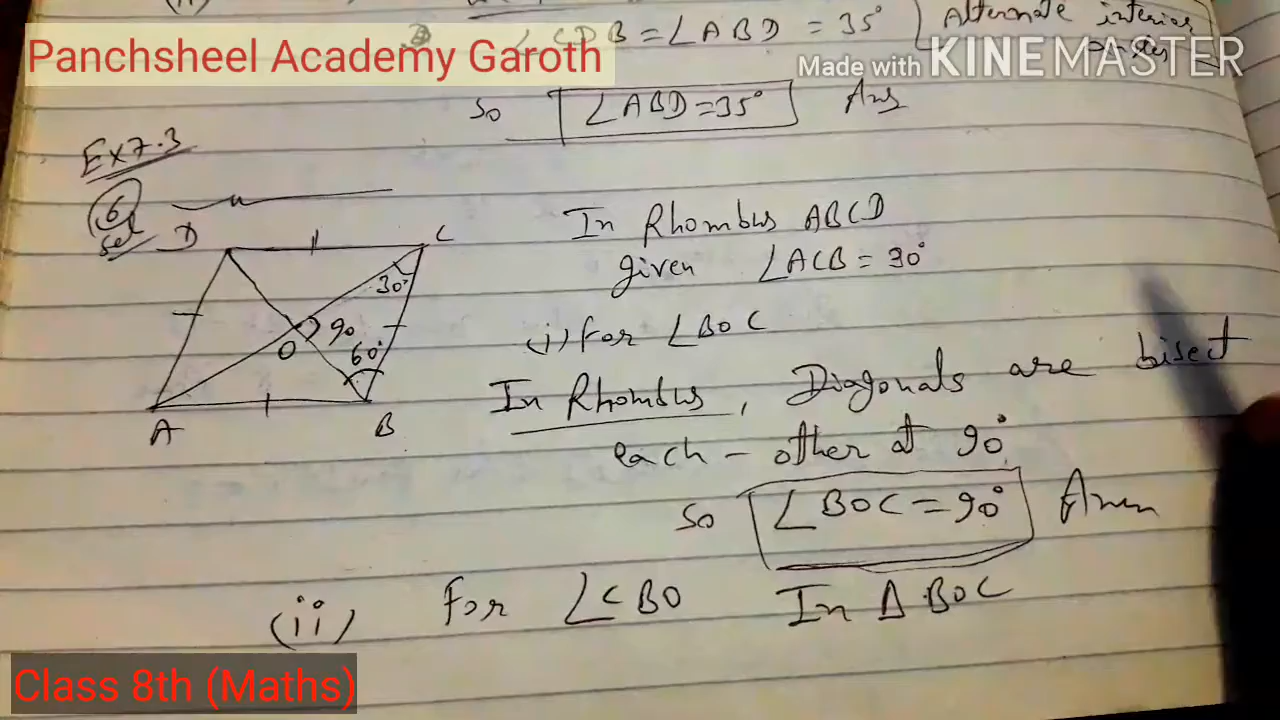 (ii)
∠CDB = ∠ABD = 35° [ Alternate interior
Panchsheel Academy Garoth
Made with KINEMASTER
so ∠ABD = 35° Ans
Ex 7.3
6
Sol
D C
30°
O 90
60°
A B
In Rhombus ABCD
given ∠ACB = 30°
(i) for ∠BOC
In Rhombus, Diagonals are bisect
each - other at 90°
so ∠BOC = 90°
(ii) for ∠CBO In Δ BOC
Class 8th (Maths)